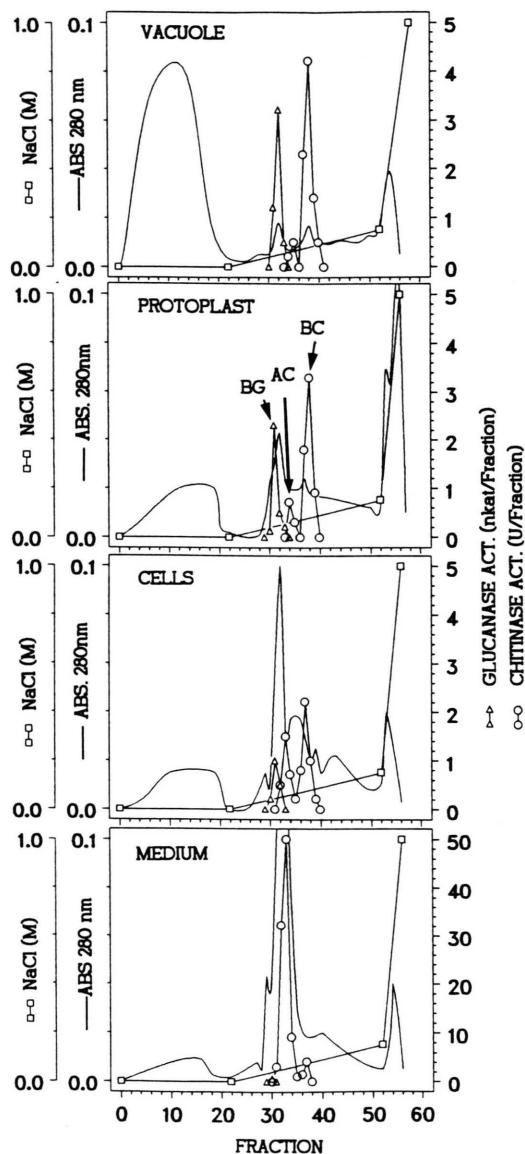 VACUOLE
1.0
0.1
5
4
3
2
1
0
0.0
0.0
NaCl (M)
ABS 280 nm
PROTOPLAST
BC
AC
BG
1.0
0.1
5
4
3
2
1
0
0.0
0.0
NaCl (M)
ABS. 280nm
CELLS
1.0
0.1
5
4
3
2
1
0
0.0
0.0
NaCl (M)
ABS. 280nm
MEDIUM
1.0
0.1
50
40
30
20
10
0
0.0
0.0
NaCl (M)
ABS 280 nm
GLUCANASE ACT. (nkat/Fraction)
CHITINASE ACT. (U/Fraction)
0 10 20 30 40 50 60
FRACTION